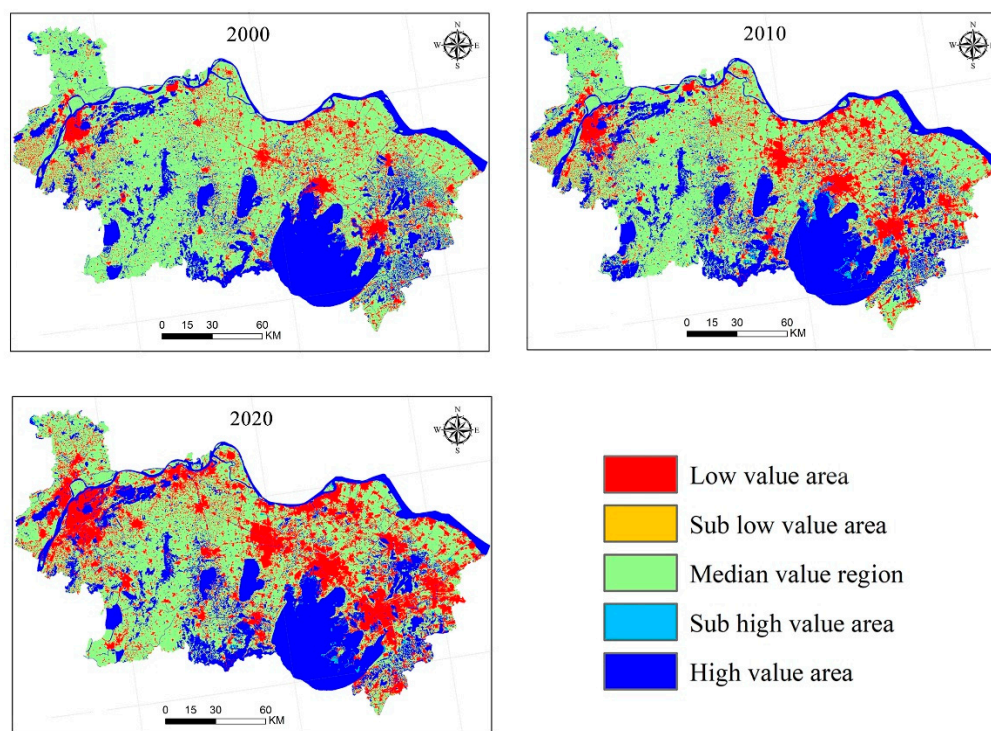 2000
N
W E
S
0 15 30 60
KM
2010
N
W E
S
0 15 30 60
KM
2020
N
W E
S
0 15 30 60
KM
Low value area
Sub low value area
Median value region
Sub high value area
High value area